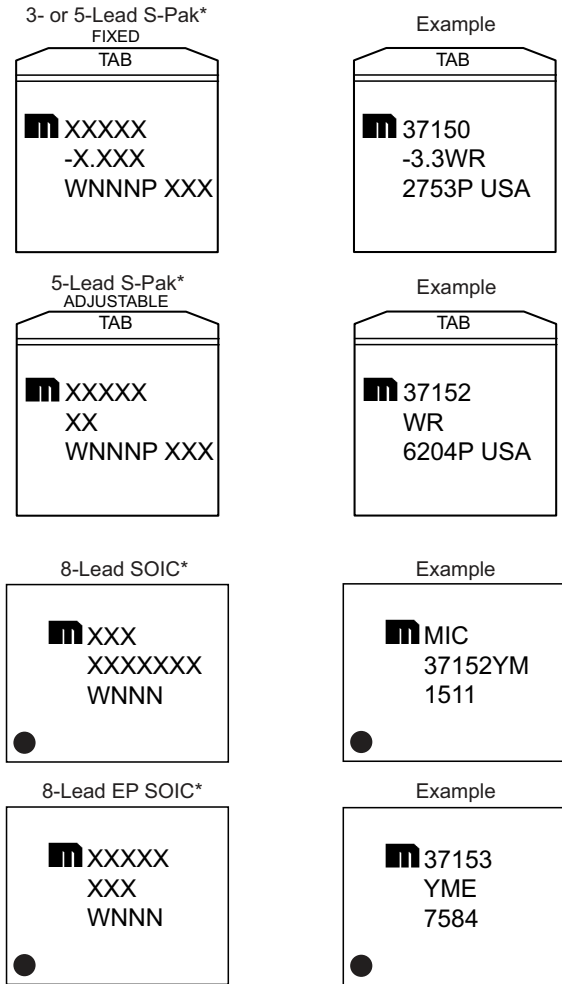 3- or 5-Lead S-Pak*
FIXED
TAB
XXXXX
-X.XXX
WNNNP XXX
Example
TAB
37150
-3.3WR
2753P USA
5-Lead S-Pak*
ADJUSTABLE
TAB
XXXXX
XX
WNNNP XXX
Example
TAB
37152
WR
6204P USA
8-Lead SOIC*
XXX
XXXXXXX
WNNN
Example
MIC
37152YM
1511
8-Lead EP SOIC*
XXXXX
XXX
WNNN
Example
37153
YME
7584